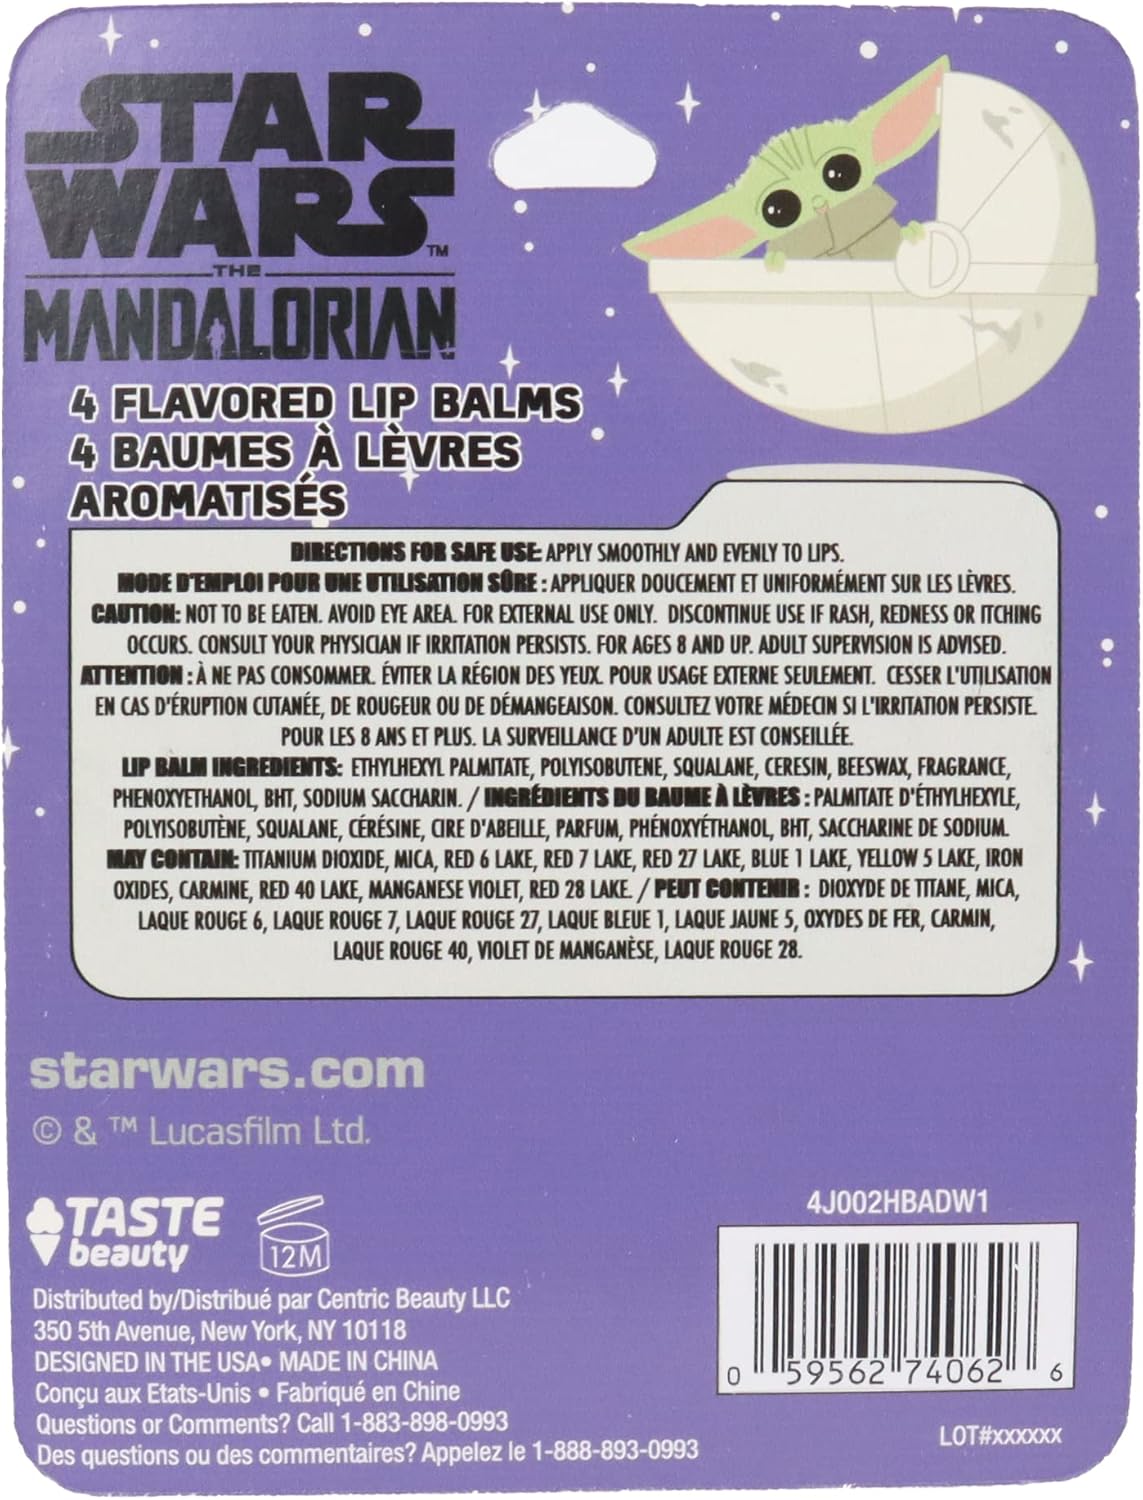 STAR
WARS™
THE
MANDALORIAN
4 FLAVORED LIP BALMS
4 BAUMES À LÈVRES
AROMATISÉS
DIRECTIONS FOR SAFE USE: APPLY SMOOTHLY AND EVENLY TO LIPS.
MODE D'EMPLOI POUR UNE UTILISATION SÛRE : APPLIQUER DOUCEMENT ET UNIFORMÉMENT SUR LES LÈVRES.
CAUTION: NOT TO BE EATEN. AVOID EYE AREA. FOR EXTERNAL USE ONLY. DISCONTINUE USE IF RASH, REDNESS OR ITCHING
OCCURS. CONSULT YOUR PHYSICIAN IF IRRITATION PERSISTS. FOR AGES 8 AND UP. ADULT SUPERVISION IS ADVISED.
ATTENTION : À NE PAS CONSOMMER. ÉVITER LA RÉGION DES YEUX. POUR USAGE EXTERNE SEULEMENT. CESSER L'UTILISATION
EN CAS D'ÉRUPTION CUTANÉE, DE ROUGEUR OU DE DÉMANGEAISON. CONSULTEZ VOTRE MÉDECIN SI L'IRRITATION PERSISTE.
POUR LES 8 ANS ET PLUS. LA SURVEILLANCE D'UN ADULTE EST CONSEILLÉE.
LIP BALM INGREDIENTS: ETHYLHEXYL PALMITATE, POLYISOBUTENE, SQUALANE, CERESIN, BEESWAX, FRAGRANCE,
PHENOXYETHANOL, BHT, SODIUM SACCHARIN. / INGRÉDIENTS DU BAUME À LÈVRES : PALMITATE D'ÉTHYLHEXYLE,
POLYISOBUTÈNE, SQUALANE, CÉRÉSINE, CIRE D'ABEILLE, PARFUM, PHÉNOXYÉTHANOL, BHT, SACCHARINE DE SODIUM.
MAY CONTAIN: TITANIUM DIOXIDE, MICA, RED 6 LAKE, RED 7 LAKE, RED 27 LAKE, BLUE 1 LAKE, YELLOW 5 LAKE, IRON
OXIDES, CARMINE, RED 40 LAKE, MANGANESE VIOLET, RED 28 LAKE. / PEUT CONTENIR : DIOXYDE DE TITANE, MICA,
LAQUE ROUGE 6, LAQUE ROUGE 7, LAQUE ROUGE 27, LAQUE BLEUE 1, LAQUE JAUNE 5, OXYDES DE FER, CARMIN,
LAQUE ROUGE 40, VIOLET DE MANGANÈSE, LAQUE ROUGE 28.
starwars.com
© & ™ Lucasfilm Ltd.
TASTE
beauty
12M
Distributed by/Distribué par Centric Beauty LLC
350 5th Avenue, New York, NY 10118
DESIGNED IN THE USA• MADE IN CHINA
Conçu aux Etats-Unis • Fabriqué en Chine
Questions or Comments? Call 1-883-898-0993
Des questions ou des commentaires? Appelez le 1-888-893-0993
4J002HBADW1
0 59562 74062 6
LOT#xxxxxx